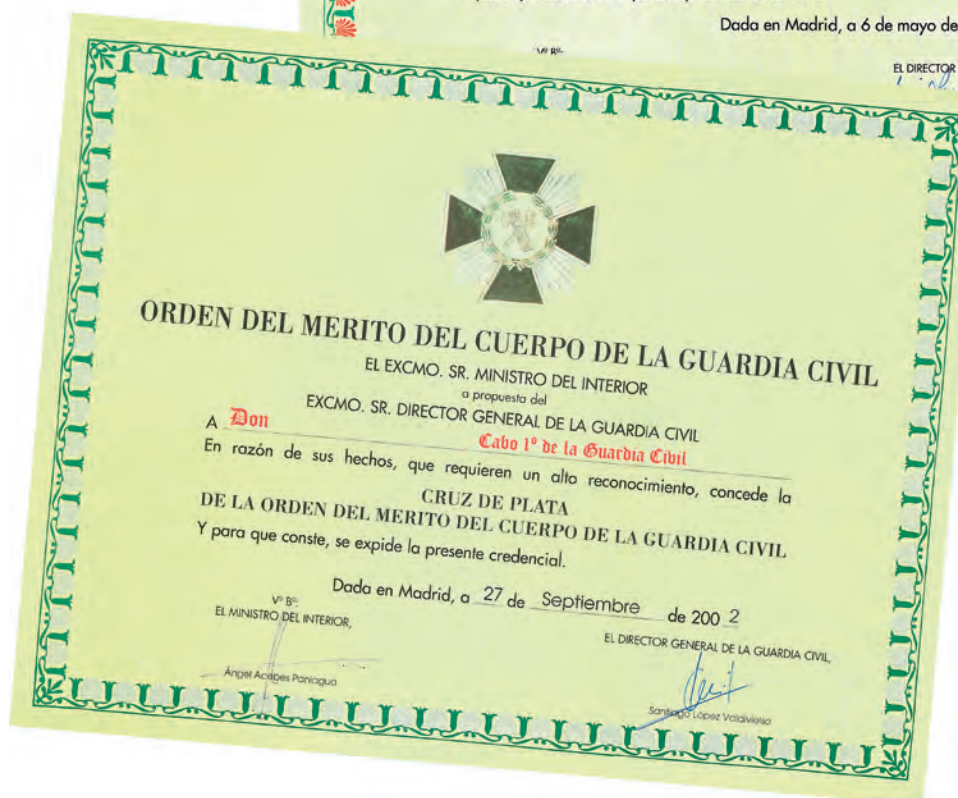 Dada en Madrid, a 6 de mayo de
Vº Bº.
EL DIRECTOR
ORDEN DEL MERITO DEL CUERPO DE LA GUARDIA CIVIL
EL EXCMO. SR. MINISTRO DEL INTERIOR
a propuesta del
EXCMO. SR. DIRECTOR GENERAL DE LA GUARDIA CIVIL
A Don
Cabo 1º de la Guardia Civil
En razón de sus hechos, que requieren un alto reconocimiento, concede la
CRUZ DE PLATA
DE LA ORDEN DEL MERITO DEL CUERPO DE LA GUARDIA CIVIL
Y para que conste, se expide la presente credencial.
Dada en Madrid, a 27 de Septiembre de 200 2
Vº Bº:
EL MINISTRO DEL INTERIOR,
EL DIRECTOR GENERAL DE LA GUARDIA CIVIL,
Ángel Acebes Paniagua
Santiago López Valdivielso